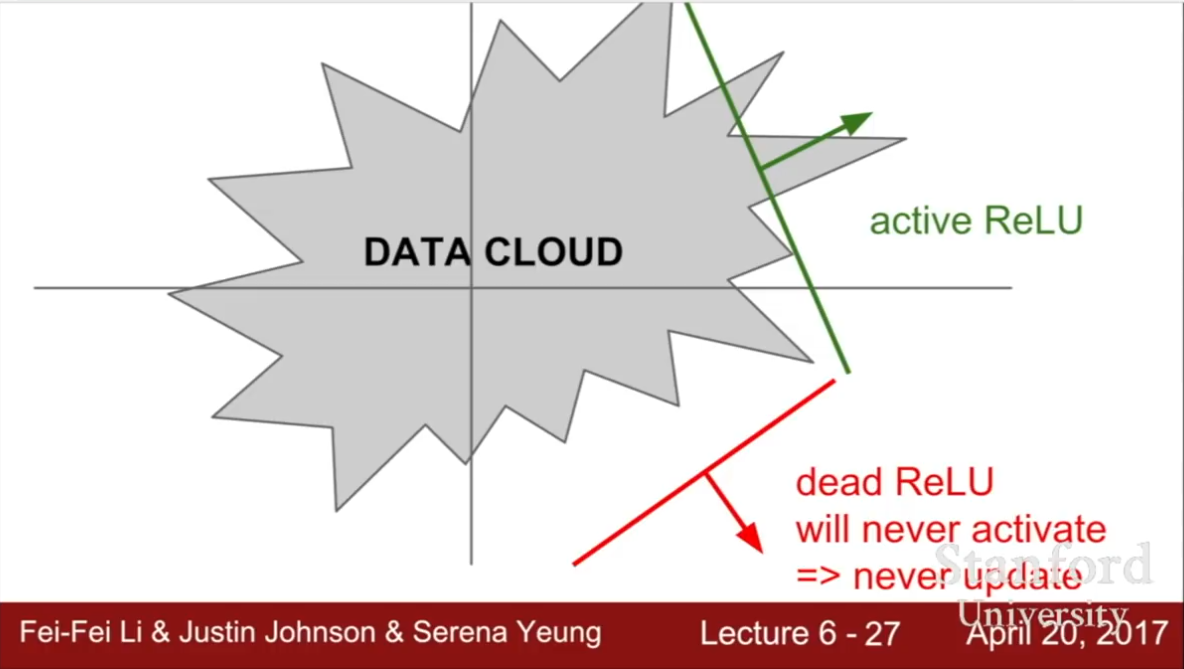 DATA CLOUD
active ReLU
dead ReLU
will never activate
=> never update
Stanford
University
Fei-Fei Li & Justin Johnson & Serena Yeung
Lecture 6 - 27
April 20, 2017